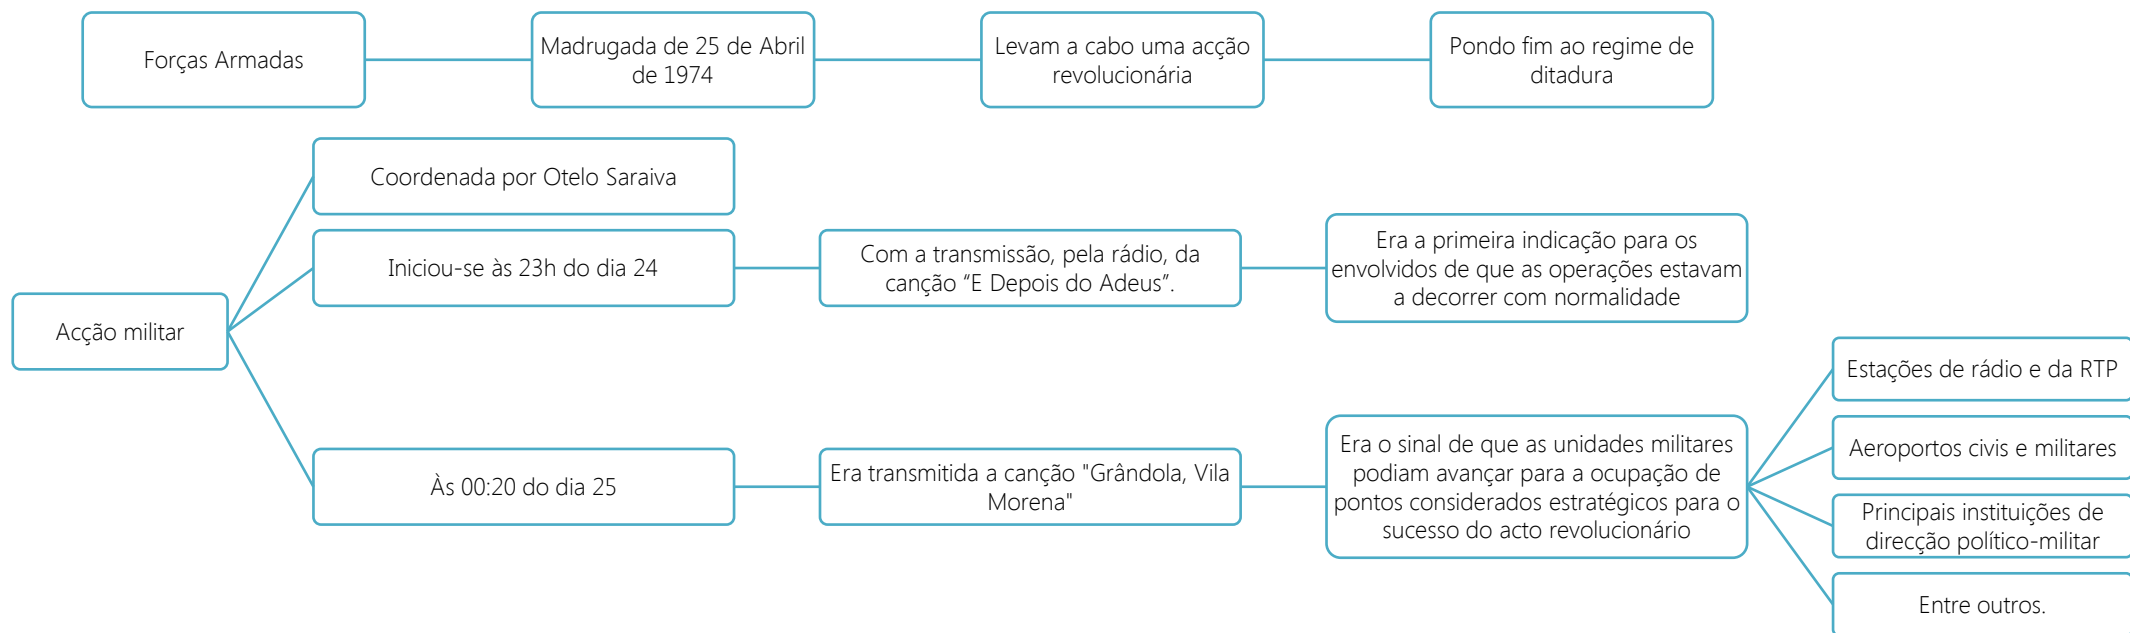 Forças Armadas
Madrugada de 25 de Abril
de 1974
Levam a cabo uma acção
revolucionária
Pondo fim ao regime de
ditadura
Acção militar
Coordenada por Otelo Saraiva
Iniciou-se às 23h do dia 24
Com a transmissão, pela rádio, da
canção “E Depois do Adeus”.
Era a primeira indicação para os
envolvidos de que as operações estavam
a decorrer com normalidade
Às 00:20 do dia 25
Era transmitida a canção "Grândola, Vila
Morena"
Era o sinal de que as unidades militares
podiam avançar para a ocupação de
pontos considerados estratégicos para o
sucesso do acto revolucionário
Estações de rádio e da RTP
Aeroportos civis e militares
Principais instituições de
direcção político-militar
Entre outros.